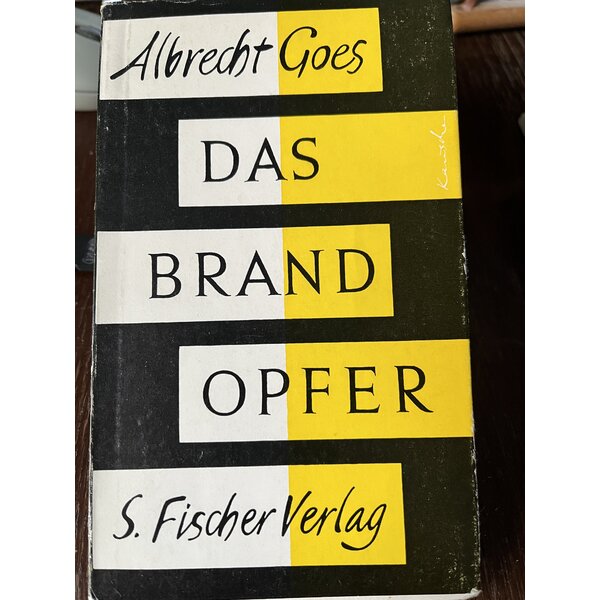 Albrecht Goes
DAS
BRAND
OPFER
S. Fischer Verlag